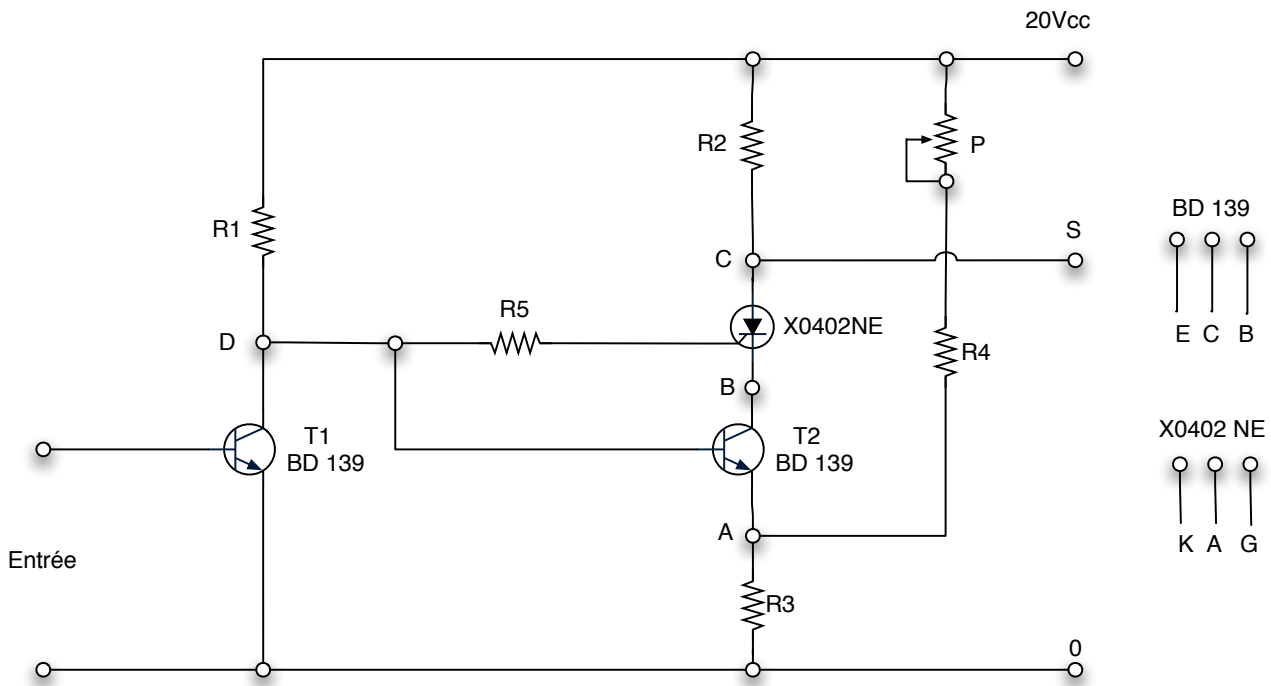 20Vcc
R2
P
R1
BD 139
S
C
R5
X0402NE
E C B
D
R4
B
X0402 NE
T1
BD 139
T2
BD 139
A
K A G
Entrée
R3
0